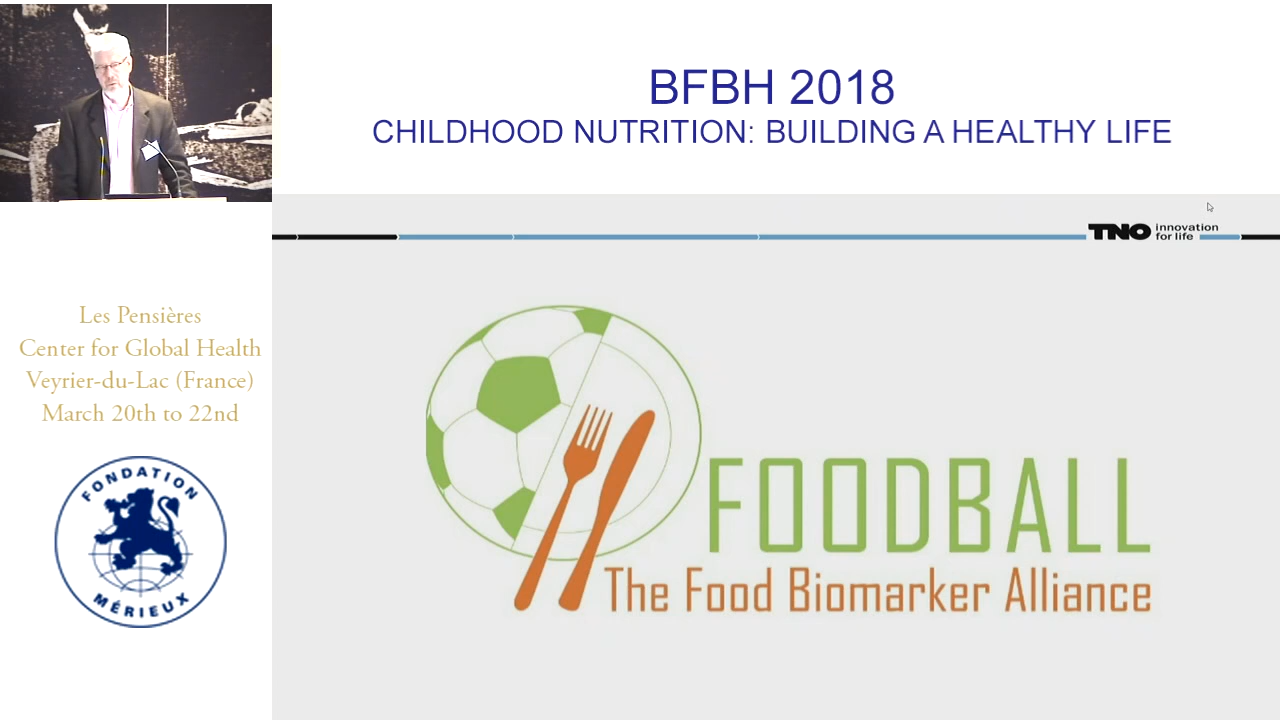 BFBH 2018
CHILDHOOD NUTRITION: BUILDING A HEALTHY LIFE
TNO innovation
for life
FOODBALL
The Food Biomarker Alliance
Les Pensières
Center for Global Health
Veyrier-du-Lac (France)
March 20th to 22nd
FONDATION
MÉRIEUX